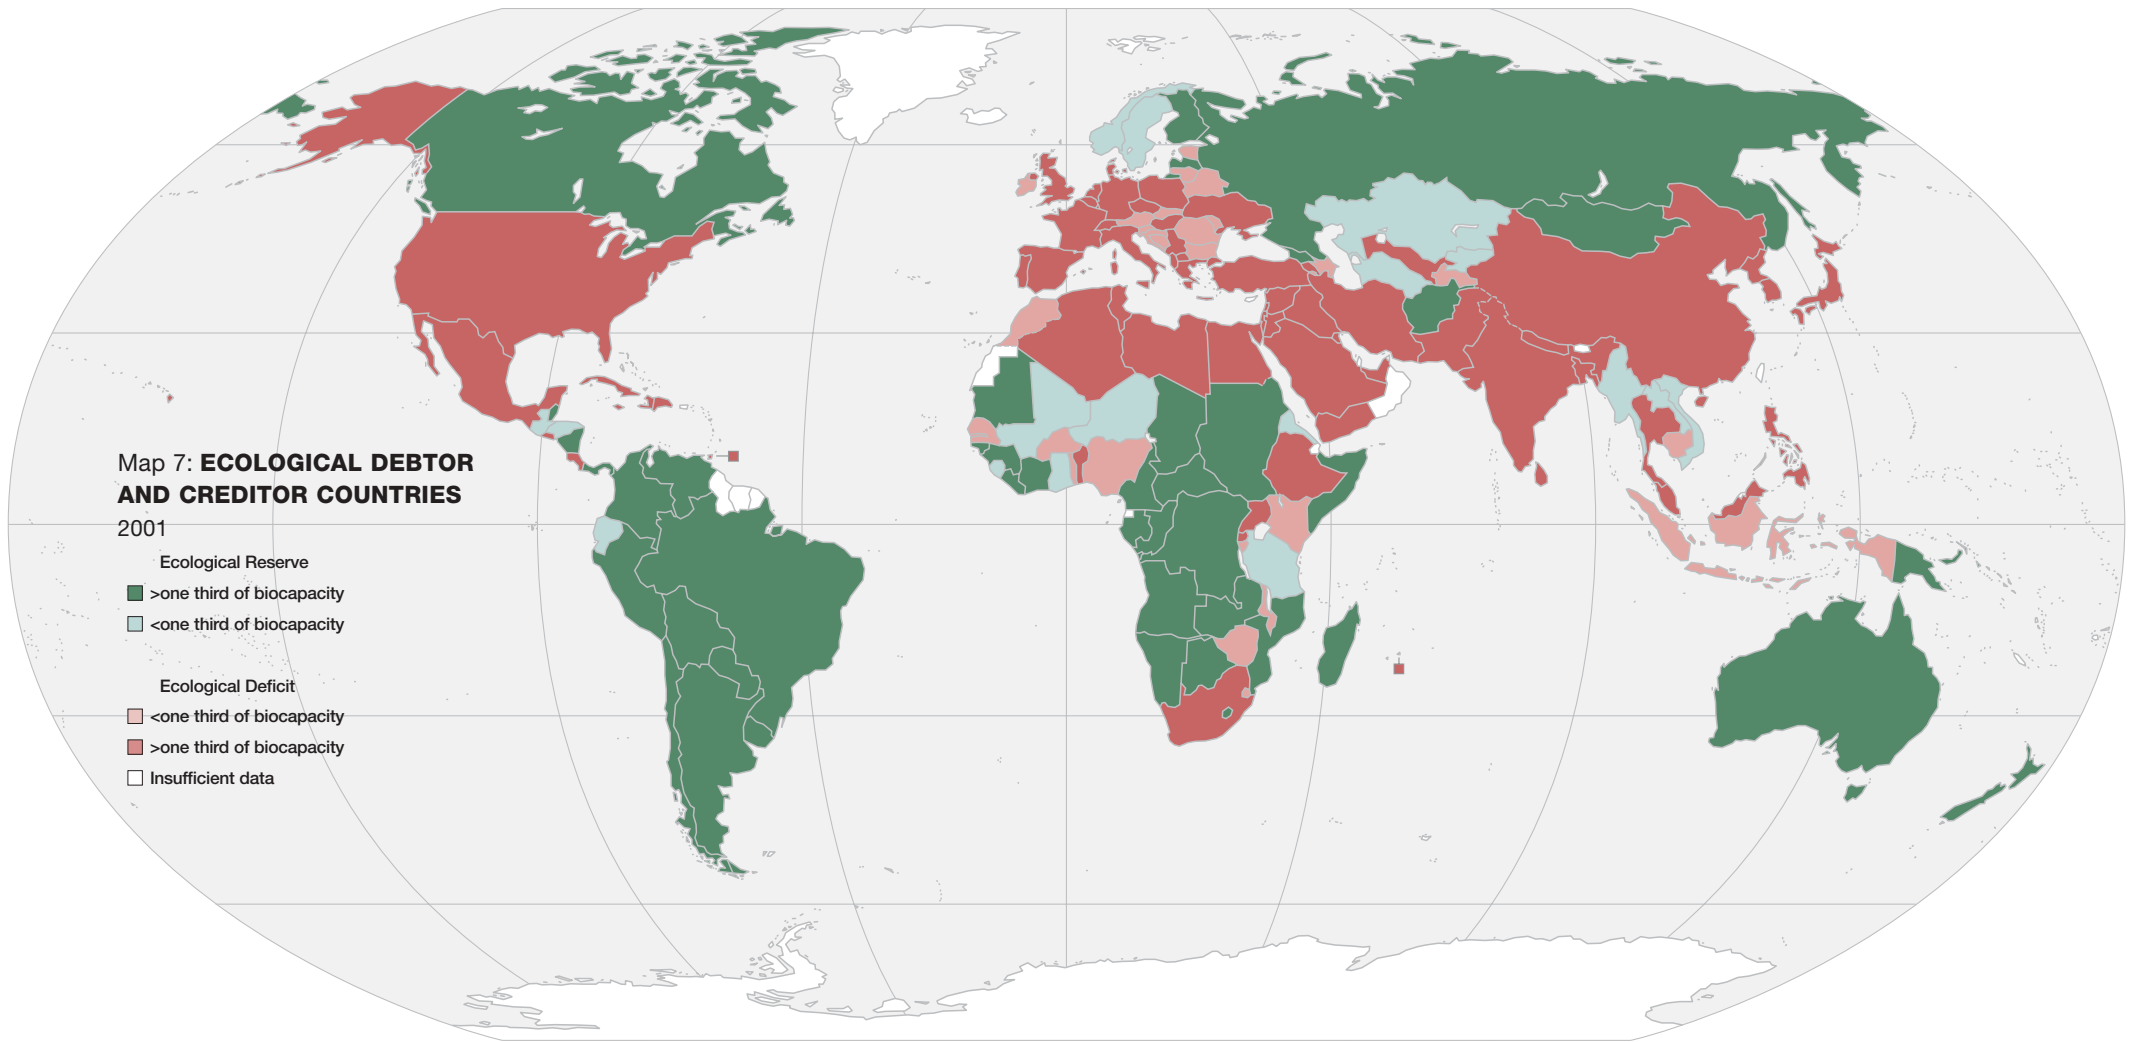 Map 7: ECOLOGICAL DEBTOR
AND CREDITOR COUNTRIES
2001
Ecological Reserve
>one third of biocapacity
<one third of biocapacity
Ecological Deficit
<one third of biocapacity
>one third of biocapacity
Insufficient data